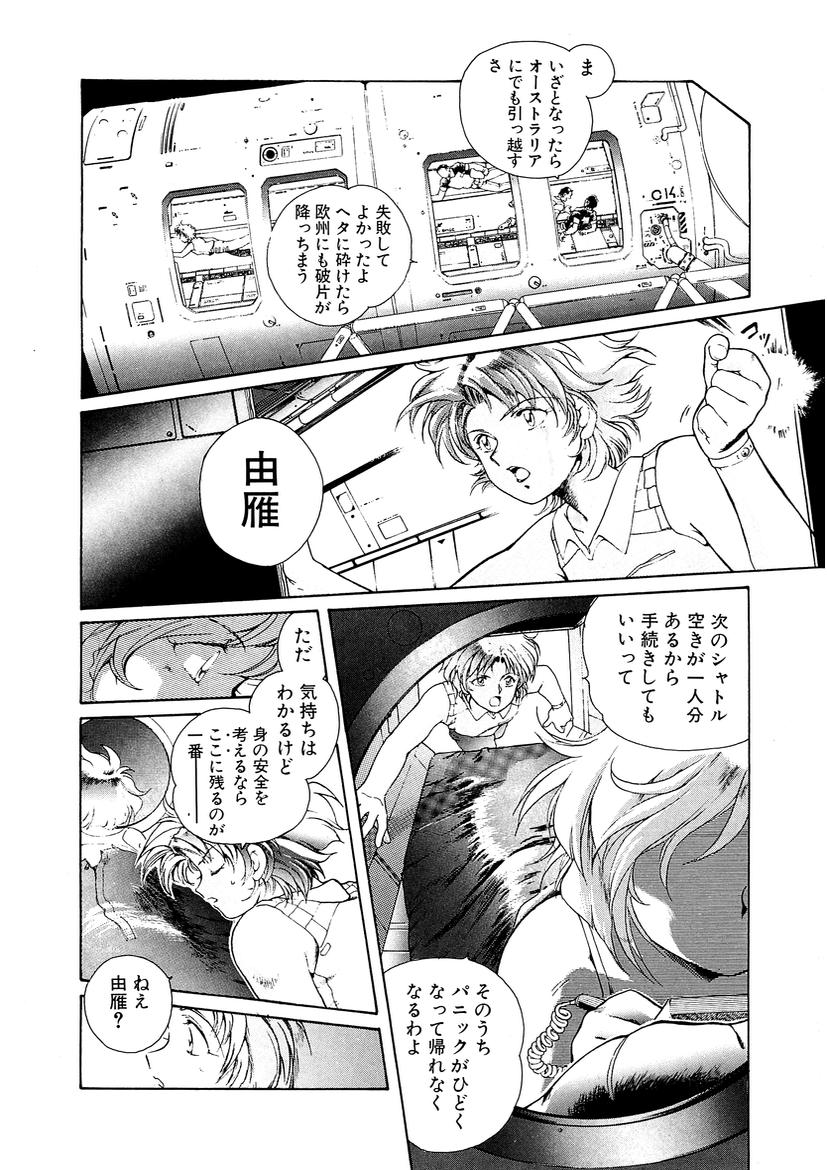 ま
いざとなったら
オーストラリア
にでも引っ越す
さ
C14.8
失敗して
よかったよ
ヘタに砕けたら
欧州にも破片が
降っちまう
コッ
由雁
次のシャトル
空きが一人分
あるから
手続きしても
いいって
そのうち
パニックがひどく
なって帰れなく
なるわよ
ただ
気持ちは
わかるけど
身の安全を
考えるなら
ここに残るのが
一番──
ねえ
由雁?